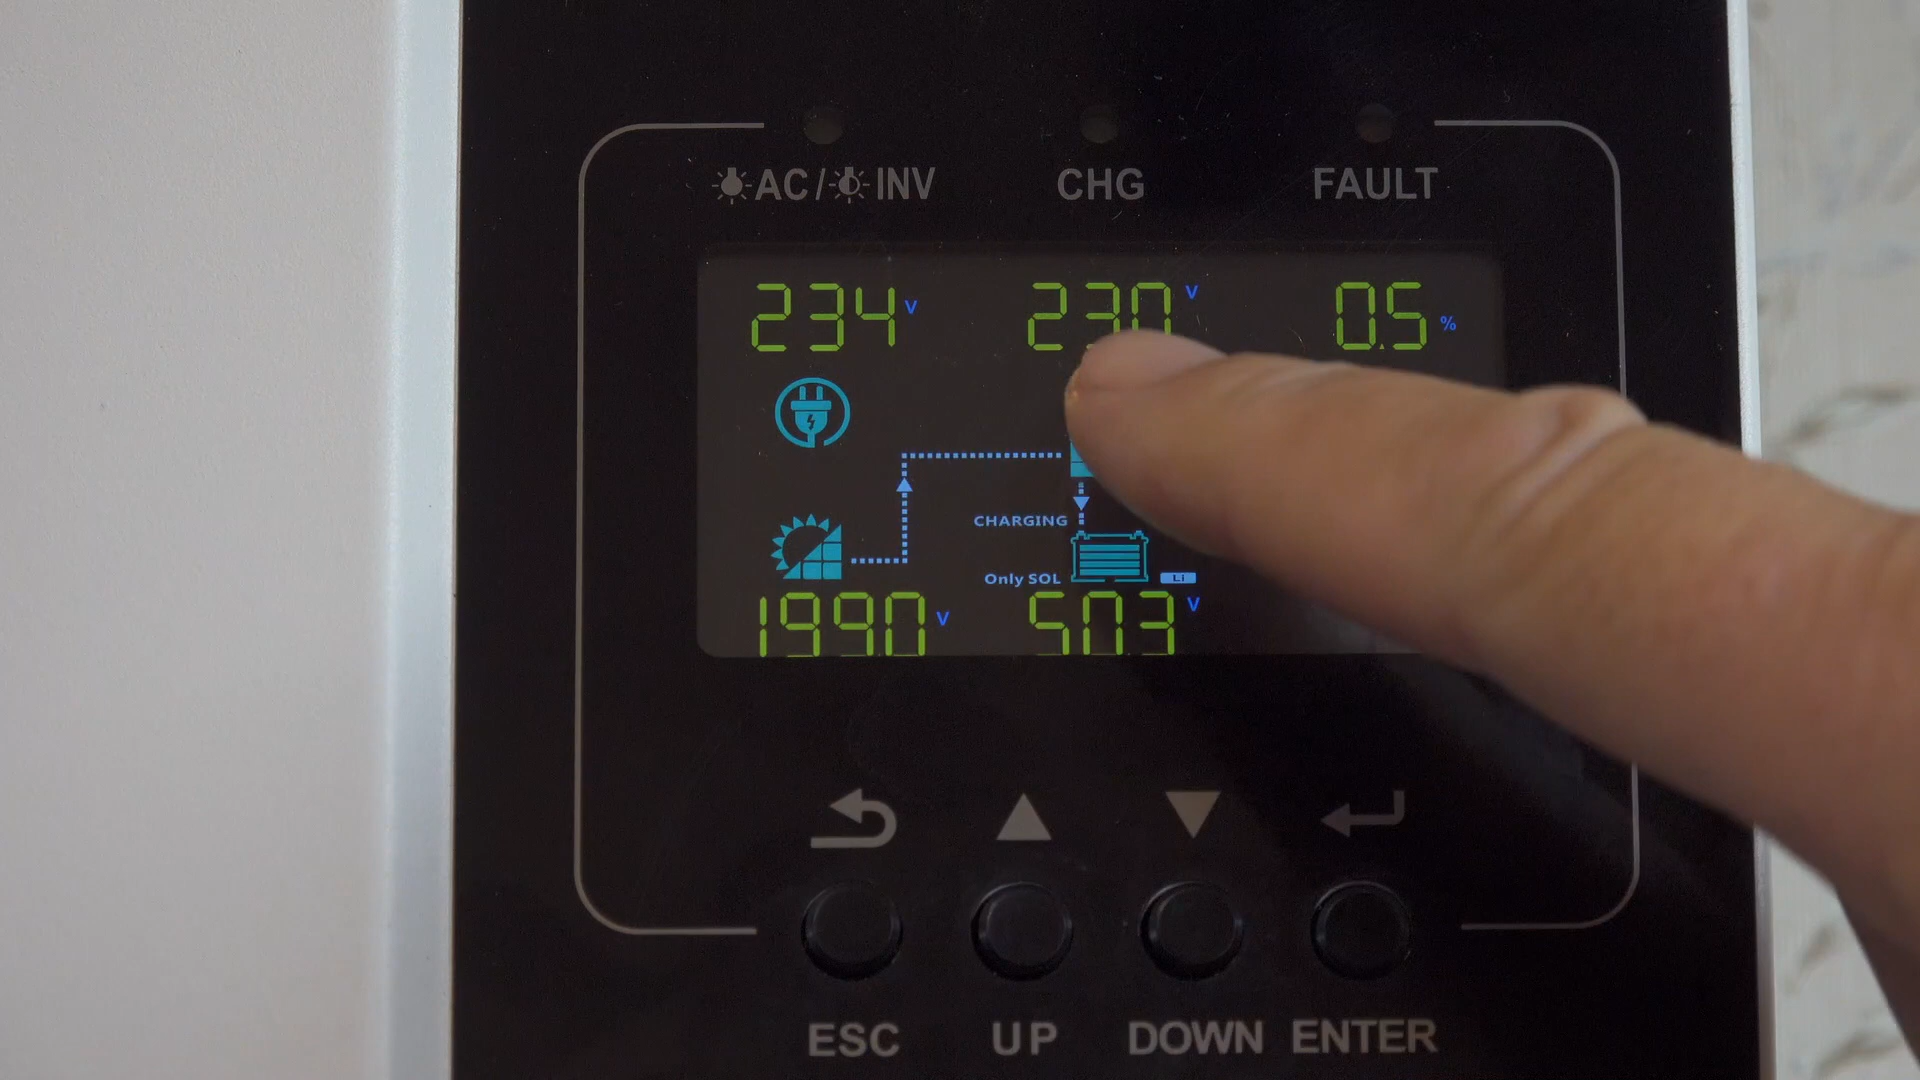 AC / INV CHG FAULT
234 V 230 V 0.5 %
CHARGING
Only SOL Li
199.0 V 50.3 V
ESC UP DOWN ENTER